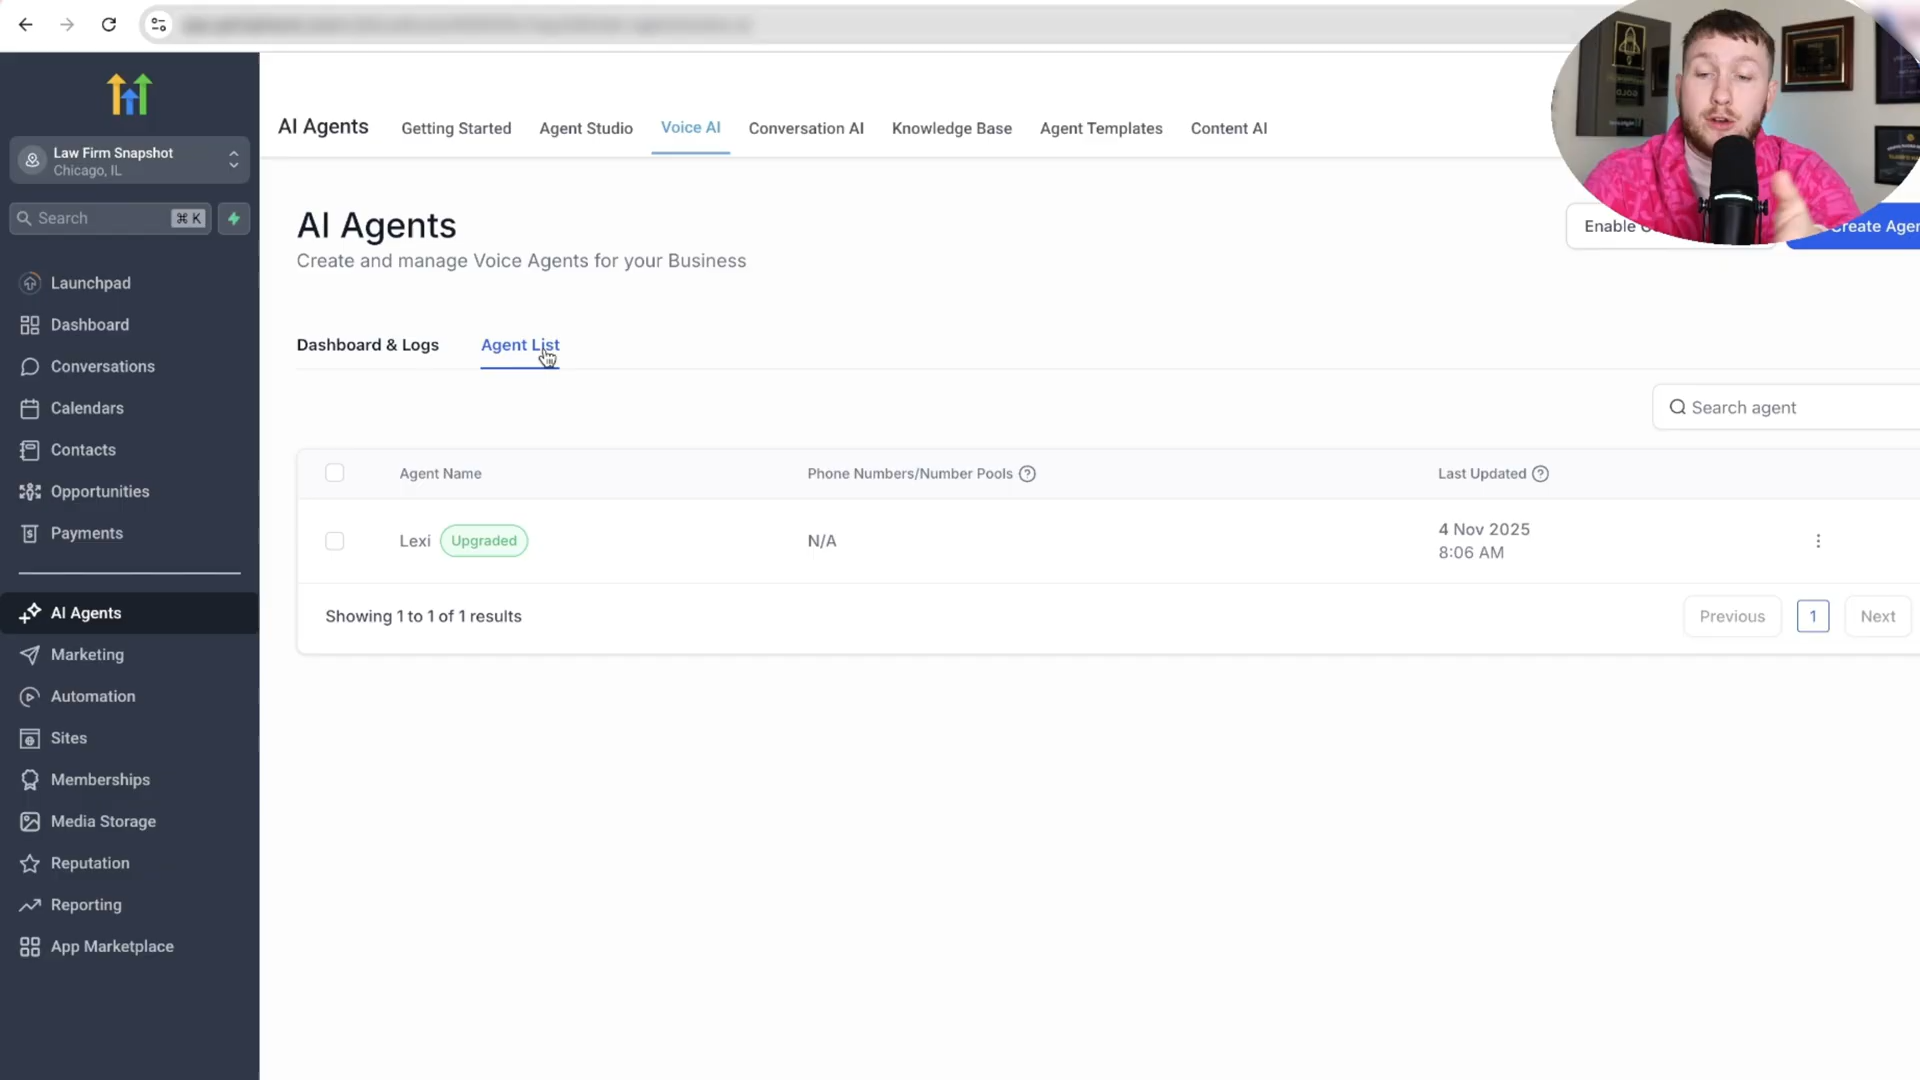 Law Firm Snapshot
Chicago, IL
Search ⌘ K
Launchpad
Dashboard
Conversations
Calendars
Contacts
Opportunities
Payments
AI Agents
Marketing
Automation
Sites
Memberships
Media Storage
Reputation
Reporting
App Marketplace
AI Agents Getting Started Agent Studio Voice AI Conversation AI Knowledge Base Agent Templates Content AI
AI Agents
Create and manage Voice Agents for your Business
Enable
Dashboard & Logs Agent List
Search agent
Agent Name Phone Numbers/Number Pools Last Updated
Lexi Upgraded N/A 4 Nov 2025
8:06 AM
Showing 1 to 1 of 1 results Previous 1 Next